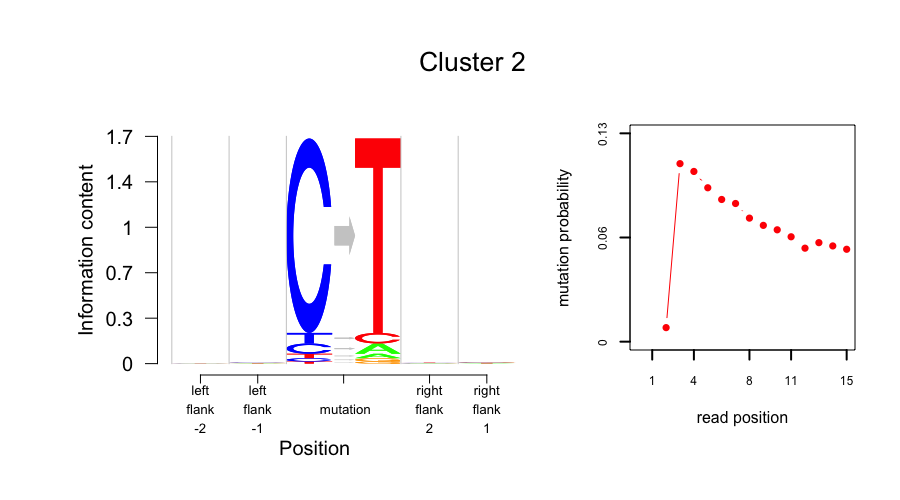 Cluster 2
Information content
1.7
1.4
1
0.7
0.3
0
C
T
left flank -2
left flank -1
mutation
right flank 2
right flank 1
Position
mutation probability
0.13
0.06
0
1
4
8
11
15
read position